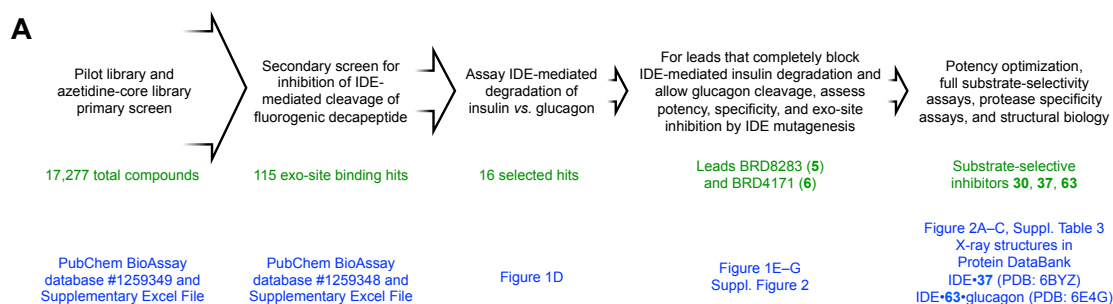 A
Pilot library and
azetidine-core library
primary screen
Secondary screen for
inhibition of IDE-
mediated cleavage of
fluorogenic decapeptide
Assay IDE-mediated
degradation of
insulin vs. glucagon
For leads that completely block
IDE-mediated insulin degradation and
allow glucagon cleavage, assess
potency, specificity, and exo-site
inhibition by IDE mutagenesis
Potency optimization,
full substrate-selectivity
assays, protease specificity
assays, and structural biology
17,277 total compounds
115 exo-site binding hits
16 selected hits
Leads BRD8283 (5)
and BRD4171 (6)
Substrate-selective
inhibitors 30, 37, 63
PubChem BioAssay
database #1259349 and
Supplementary Excel File
PubChem BioAssay
database #1259348 and
Supplementary Excel File
Figure 1D
Figure 1E–G
Suppl. Figure 2
Figure 2A–C, Suppl. Table 3
X-ray structures in
Protein DataBank
IDE•37 (PDB: 6BYZ)
IDE•63•glucagon (PDB: 6E4G)